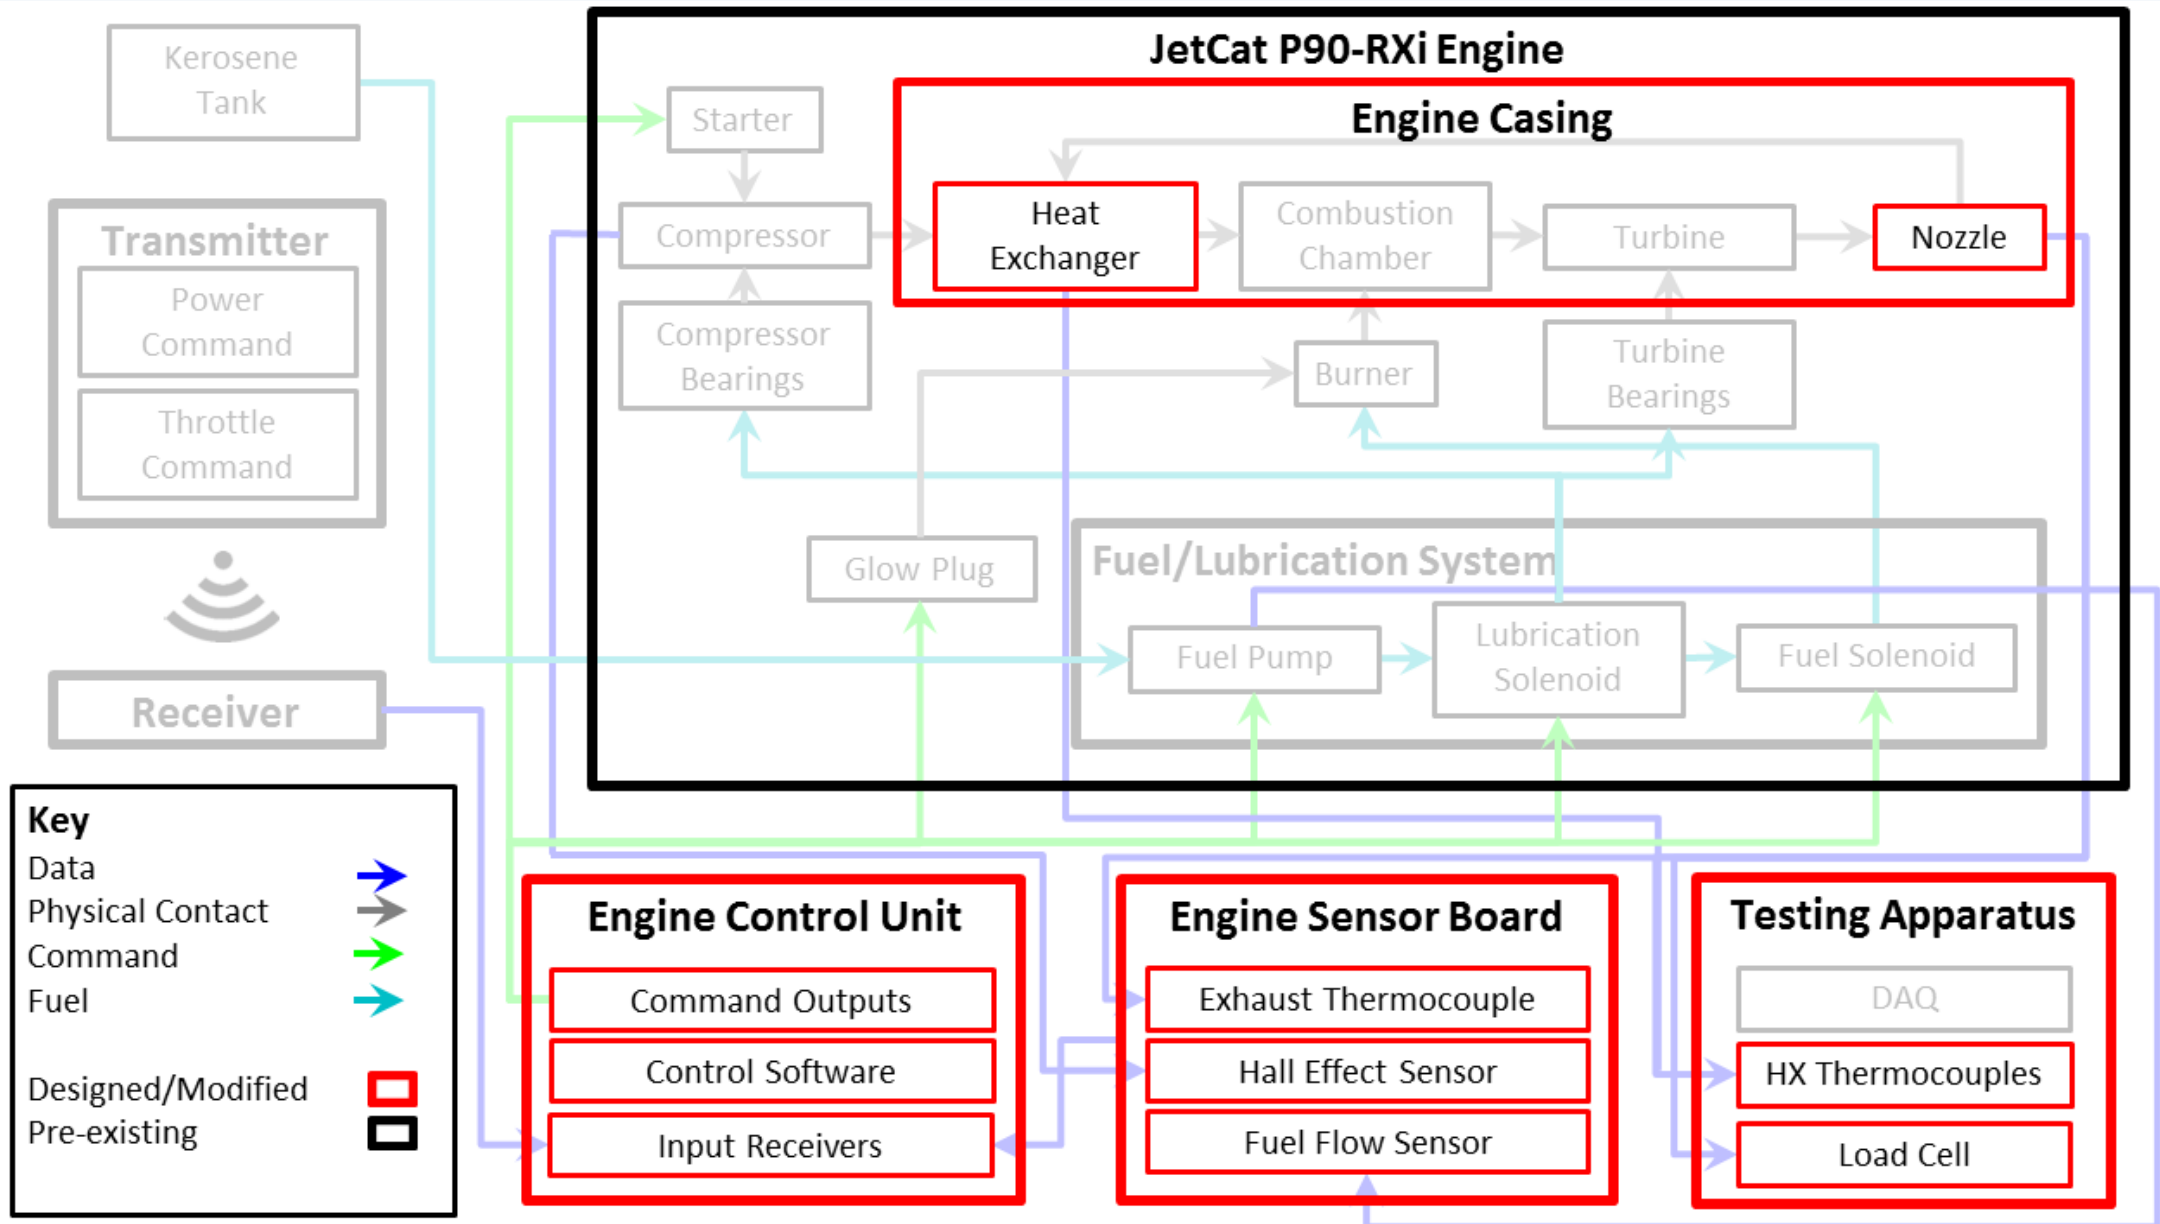 Kerosene
Tank
Transmitter
Power
Command
Throttle
Command
Receiver
JetCat P90-RXi Engine
Engine Casing
Starter
Compressor
Heat
Exchanger
Combustion
Chamber
Turbine
Nozzle
Compressor
Bearings
Burner
Turbine
Bearings
Glow Plug
Fuel/Lubrication System
Fuel Pump
Lubrication
Solenoid
Fuel Solenoid
Key
Data
Physical Contact
Command
Fuel
Designed/Modified
Pre-existing
Engine Control Unit
Command Outputs
Control Software
Input Receivers
Engine Sensor Board
Exhaust Thermocouple
Hall Effect Sensor
Fuel Flow Sensor
Testing Apparatus
DAQ
HX Thermocouples
Load Cell